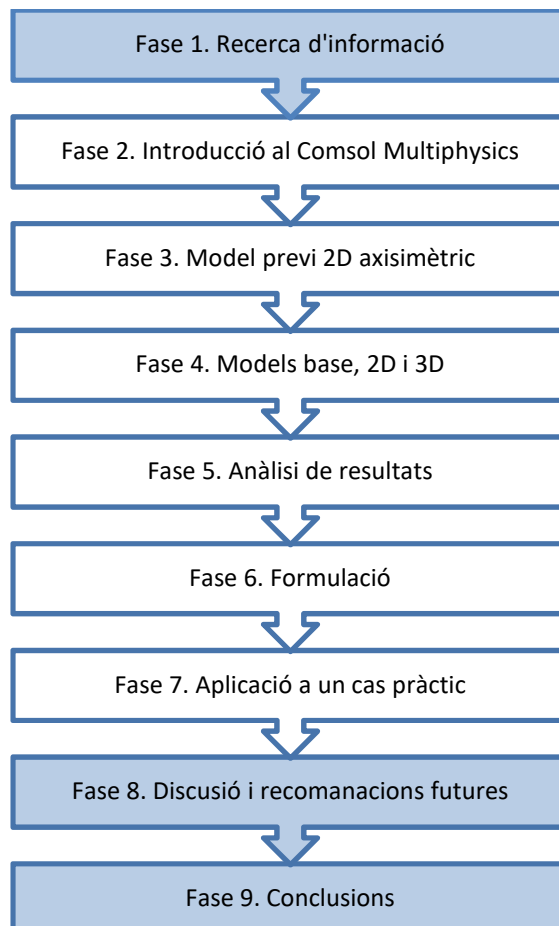 Fase 1. Recerca d'informació
Fase 2. Introducció al Comsol Multiphysics
Fase 3. Model previ 2D axisimètric
Fase 4. Models base, 2D i 3D
Fase 5. Anàlisi de resultats
Fase 6. Formulació
Fase 7. Aplicació a un cas pràctic
Fase 8. Discusió i recomanacions futures
Fase 9. Conclusions